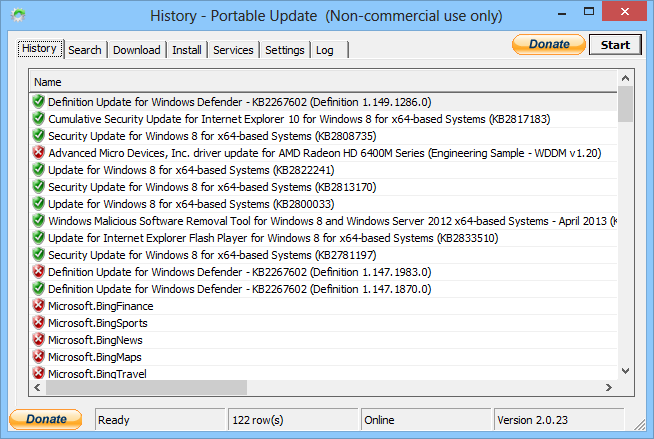 History - Portable Update (Non-commercial use only)
History Search Download Install Services Settings Log Donate Start
Name
Definition Update for Windows Defender - KB2267602 (Definition 1.149.1286.0)
Cumulative Security Update for Internet Explorer 10 for Windows 8 for x64-based Systems (KB2817183)
Security Update for Windows 8 for x64-based Systems (KB2808735)
Advanced Micro Devices, Inc. driver update for AMD Radeon HD 6400M Series (Engineering Sample - WDDM v1.20)
Update for Windows 8 for x64-based Systems (KB2822241)
Security Update for Windows 8 for x64-based Systems (KB2813170)
Update for Windows 8 for x64-based Systems (KB2800033)
Windows Malicious Software Removal Tool for Windows 8 and Windows Server 2012 x64-based Systems - April 2013 (K
Update for Internet Explorer Flash Player for Windows 8 for x64-based Systems (KB2833510)
Security Update for Windows 8 for x64-based Systems (KB2781197)
Definition Update for Windows Defender - KB2267602 (Definition 1.147.1983.0)
Definition Update for Windows Defender - KB2267602 (Definition 1.147.1870.0)
Microsoft.BingFinance
Microsoft.BingSports
Microsoft.BingNews
Microsoft.BingMaps
Microsoft.BingTravel
Donate Ready 122 row(s) Online Version 2.0.23